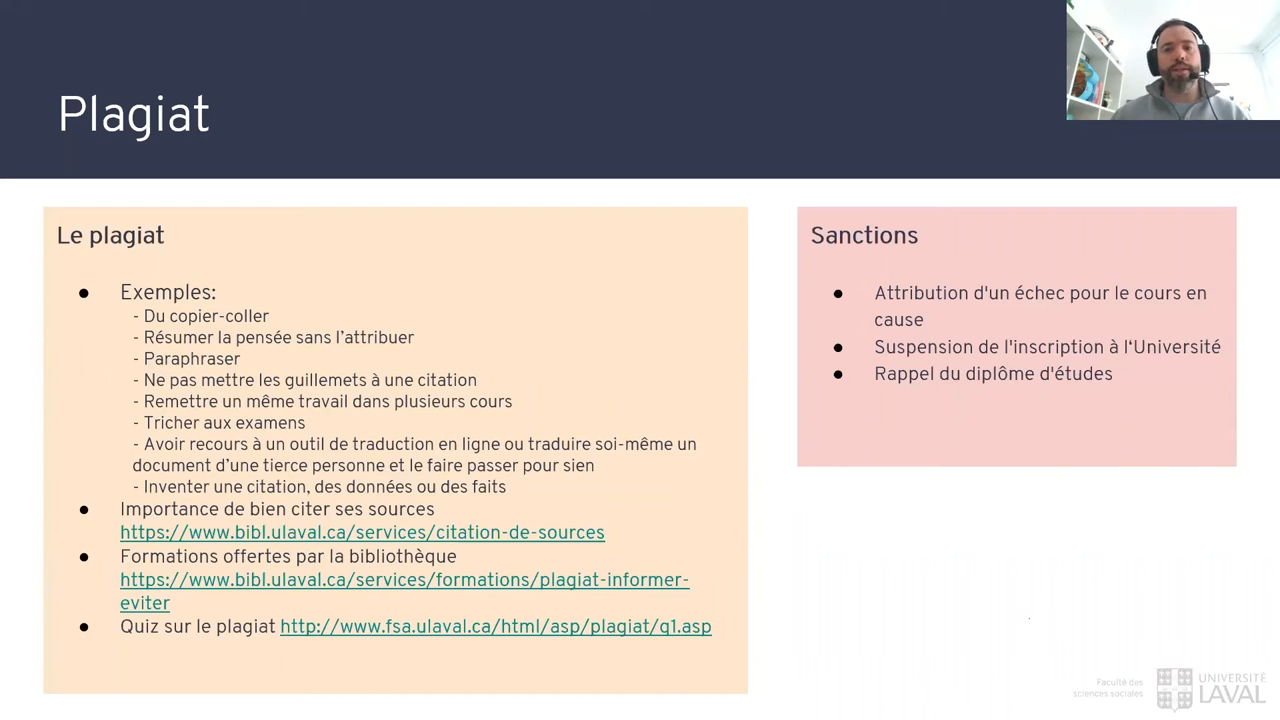 Plagiat
Le plagiat
● Exemples:
- Du copier-coller
- Résumer la pensée sans l’attribuer
- Paraphraser
- Ne pas mettre les guillemets à une citation
- Remettre un même travail dans plusieurs cours
- Tricher aux examens
- Avoir recours à un outil de traduction en ligne ou traduire soi-même un
document d’une tierce personne et le faire passer pour sien
- Inventer une citation, des données ou des faits
● Importance de bien citer ses sources
https://www.bibl.ulaval.ca/services/citation-de-sources
● Formations offertes par la bibliothèque
https://www.bibl.ulaval.ca/services/formations/plagiat-informer-
eviter
● Quiz sur le plagiat http://www.fsa.ulaval.ca/html/asp/plagiat/q1.asp
Sanctions
● Attribution d'un échec pour le cours en
cause
● Suspension de l'inscription à l‘Université
● Rappel du diplôme d'études
Faculté des
sciences sociales
UNIVERSITÉ
LAVAL